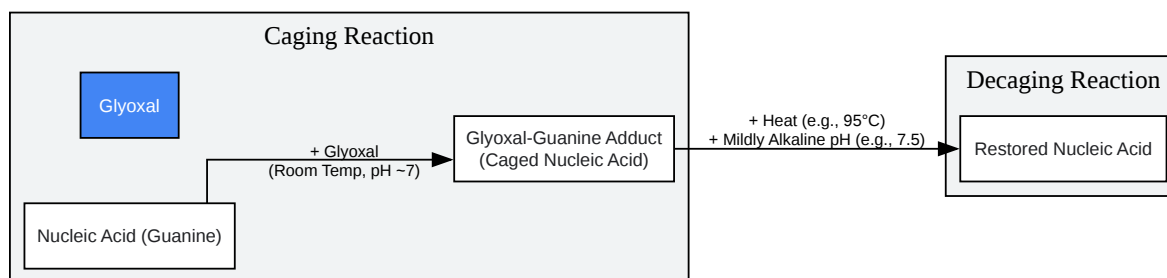 Caging Reaction
Glyoxal
Nucleic Acid (Guanine)
+ Glyoxal
(Room Temp, pH ~7)
Glyoxal-Guanine Adduct
(Caged Nucleic Acid)
+ Heat (e.g., 95°C)
+ Mildly Alkaline pH (e.g., 7.5)
Decaging Reaction
Restored Nucleic Acid